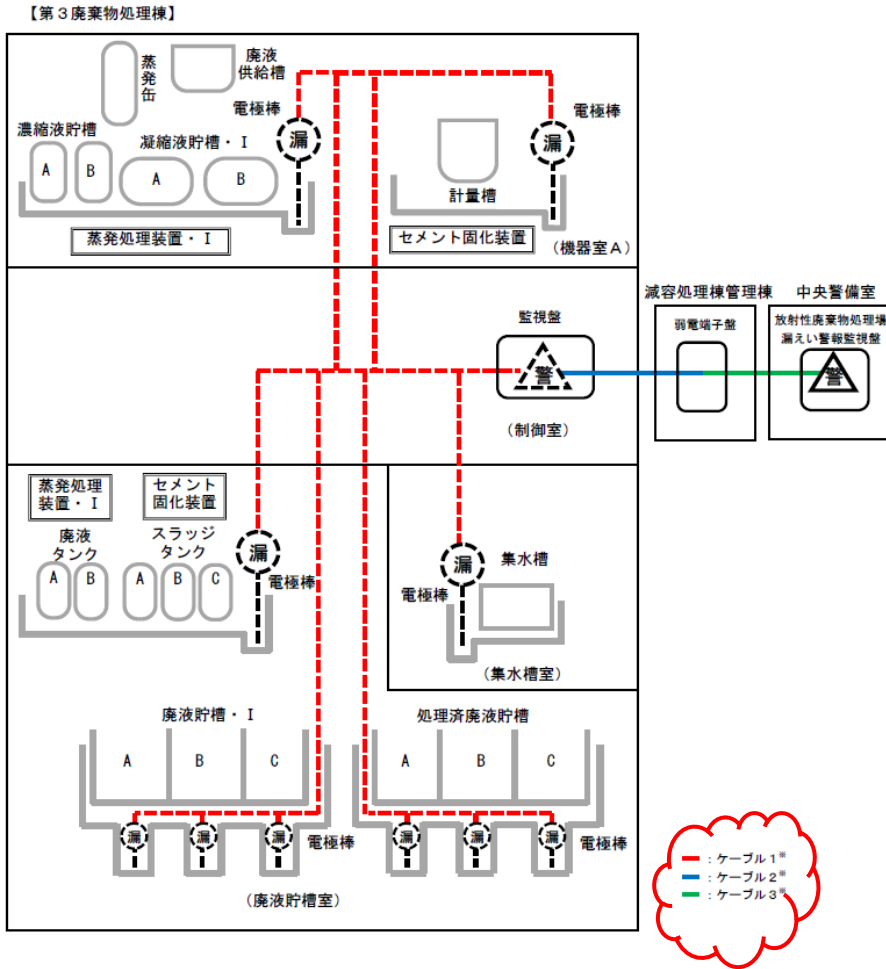 【第３廃棄物処理棟】
蒸発缶
廃液
供給槽
電極棒
電極棒
濃縮液貯槽
凝縮液貯槽・Ⅰ
漏
漏
A
B
A
B
計量槽
蒸発処理装置・Ⅰ
セメント固化装置
（機器室Ａ）
監視盤
減容処理棟管理棟
中央警備室
弱電端子盤
放射性廃棄物処理場
漏えい警報監視盤
警
警
（制御室）
蒸発処理
装置・Ⅰ
セメント
固化装置
廃液
タンク
スラッジ
タンク
漏
電極棒
A
B
A
B
C
漏
集水槽
電極棒
（集水槽室）
廃液貯槽・Ⅰ
処理済廃液貯槽
A
B
C
A
B
C
漏
漏
漏
電極棒
漏
漏
漏
電極棒
（廃液貯槽室）
：ケーブル１※
：ケーブル２※
：ケーブル３※